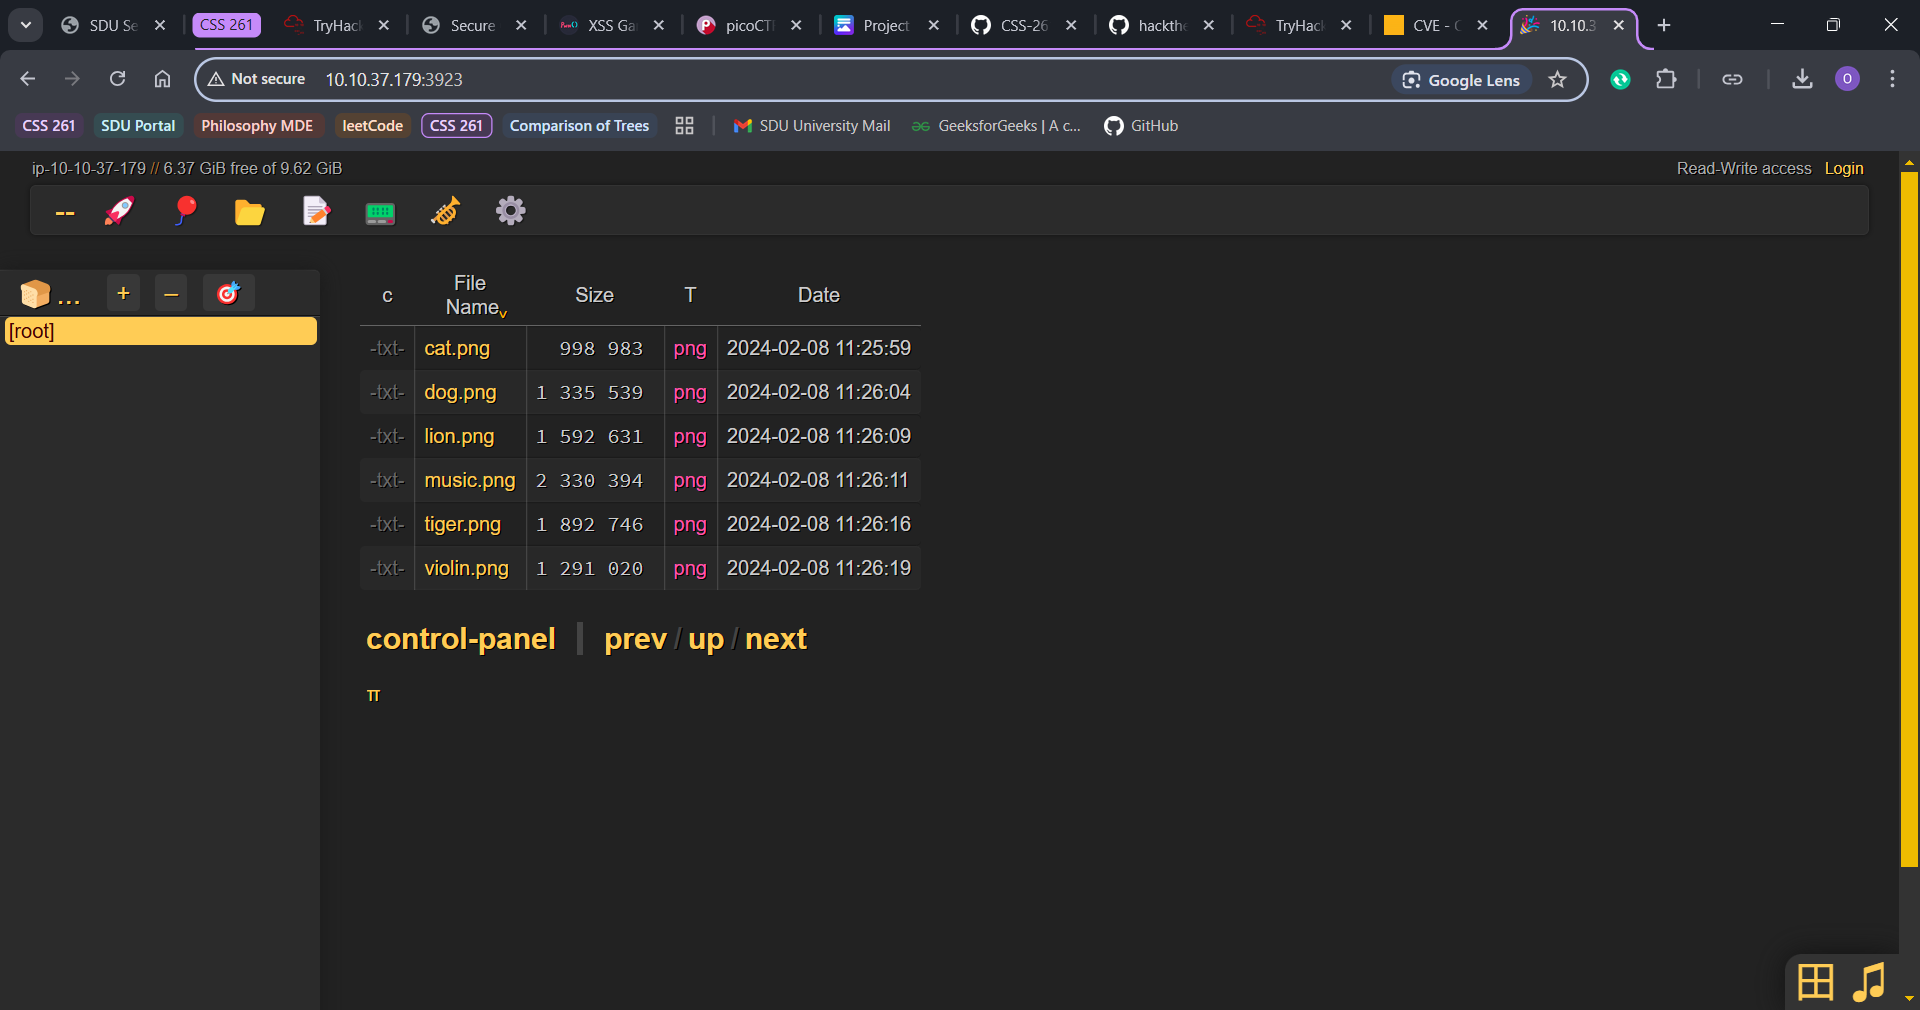 SDU Se
CSS 261
TryHac
Secure
XSS Ga
picoCT
Project
CSS-26
hackthe
TryHac
CVE - C
10.10.3
Not secure
10.10.37.179:3923
Google Lens
O
CSS 261
SDU Portal
Philosophy MDE
leetCode
CSS 261
Comparison of Trees
SDU University Mail
GeeksforGeeks | A c...
GitHub
ip-10-10-37-179 // 6.37 GiB free of 9.62 GiB
Read-Write access Login
--
... + –
[root]
c File Name Size T Date
-txt- cat.png 998 983 png 2024-02-08 11:25:59
-txt- dog.png 1 335 539 png 2024-02-08 11:26:04
-txt- lion.png 1 592 631 png 2024-02-08 11:26:09
-txt- music.png 2 330 394 png 2024-02-08 11:26:11
-txt- tiger.png 1 892 746 png 2024-02-08 11:26:16
-txt- violin.png 1 291 020 png 2024-02-08 11:26:19
control-panel | prev / up / next
π